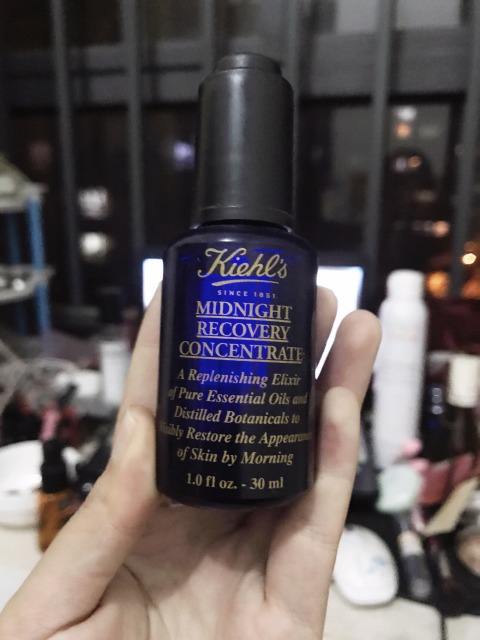 Kiehl's
SINCE 1851
MIDNIGHT
RECOVERY
CONCENTRATE
A Replenishing Elixir
of Pure Essential Oils and
Distilled Botanicals to
Restore the
of Skin by Morning
1.0 fl oz. - 30 ml